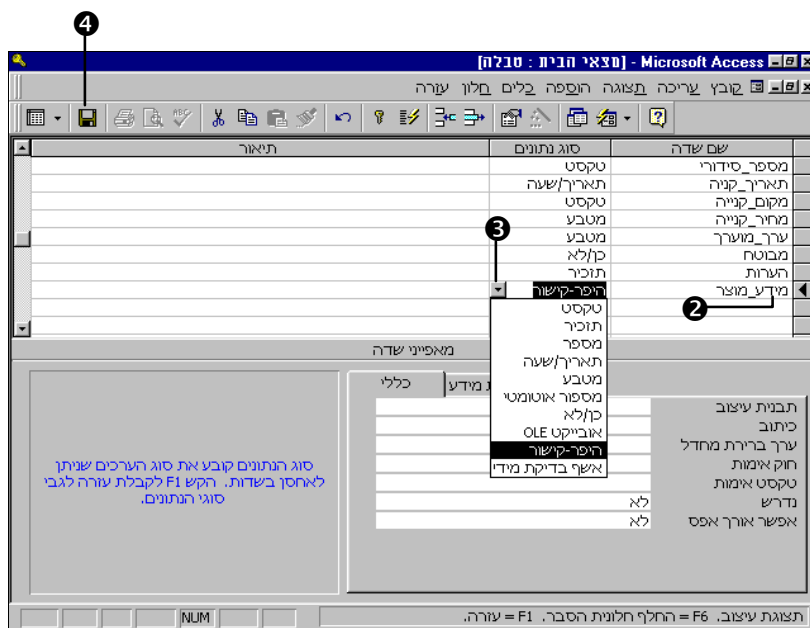 4
Microsoft Access - [מצאי הבית : טבלה]
קובץ עריכה תצוגה הוספה כלים חלון עזרה
שם שדה סוג נתונים תיאור
מספר_סידורי טקסט
תאריך_קניה תאריך/שעה
מקום_קנייה טקסט
מחיר_קנייה מטבע
ערך_מוערך מטבע
3
מבוטח כן/לא
הערות תזכיר
מידע_מוצר היפר-קישור
2
טקסט
תזכיר
מספר
תאריך/שעה
מטבע
מספור אוטומטי
כן/לא
אובייקט OLE
היפר-קישור
אשף בדיקת מידי
מאפייני שדה
כללי ת מידע
תבנית עיצוב
כיתוב
ערך ברירת מחדל
חוק אימות
טקסט אימות
נדרש לא
אפשר אורך אפס לא
סוג הנתונים קובע את סוג הערכים שניתן
לאחסן בשדות. הקש F1 לקבלת עזרה לגבי
סוגי הנתונים.
תצוגת עיצוב. F6 = החלף חלונית הסבר. F1 = עזרה.
NUM